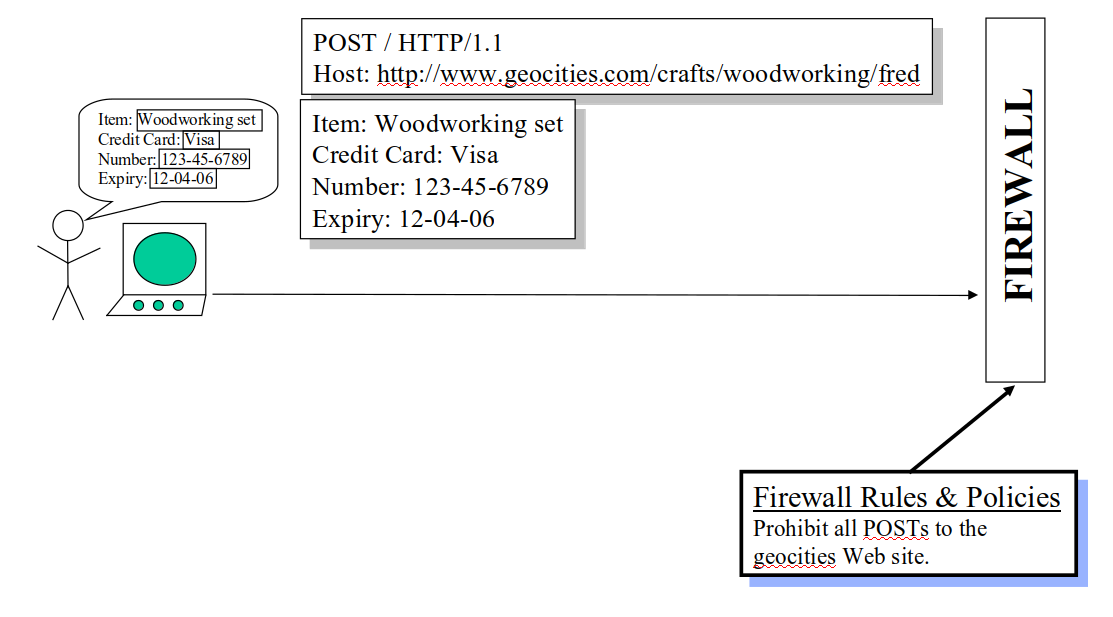 POST / HTTP/1.1
Host: http://www.geocities.com/crafts/woodworking/fred
Item: Woodworking set
Credit Card: Visa
Number: 123-45-6789
Expiry: 12-04-06
Item: Woodworking set
Credit Card: Visa
Number: 123-45-6789
Expiry: 12-04-06
FIREWALL
Firewall Rules & Policies
Prohibit all POSTs to the
geocities Web site.